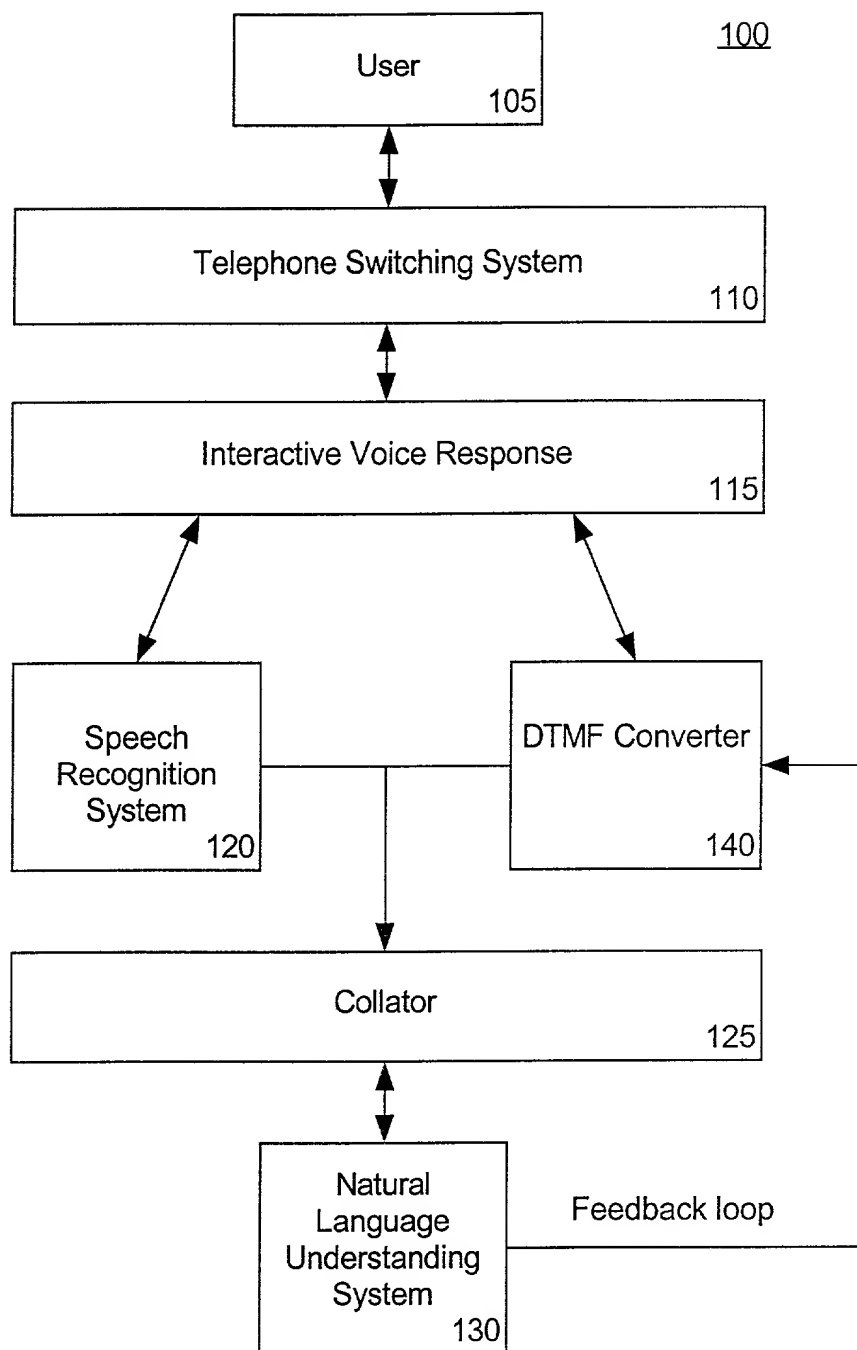 100
User
105
Telephone Switching System
110
Interactive Voice Response
115
Speech
Recognition
System
120
DTMF Converter
140
Collator
125
Natural
Language
Understanding
System
130
Feedback loop